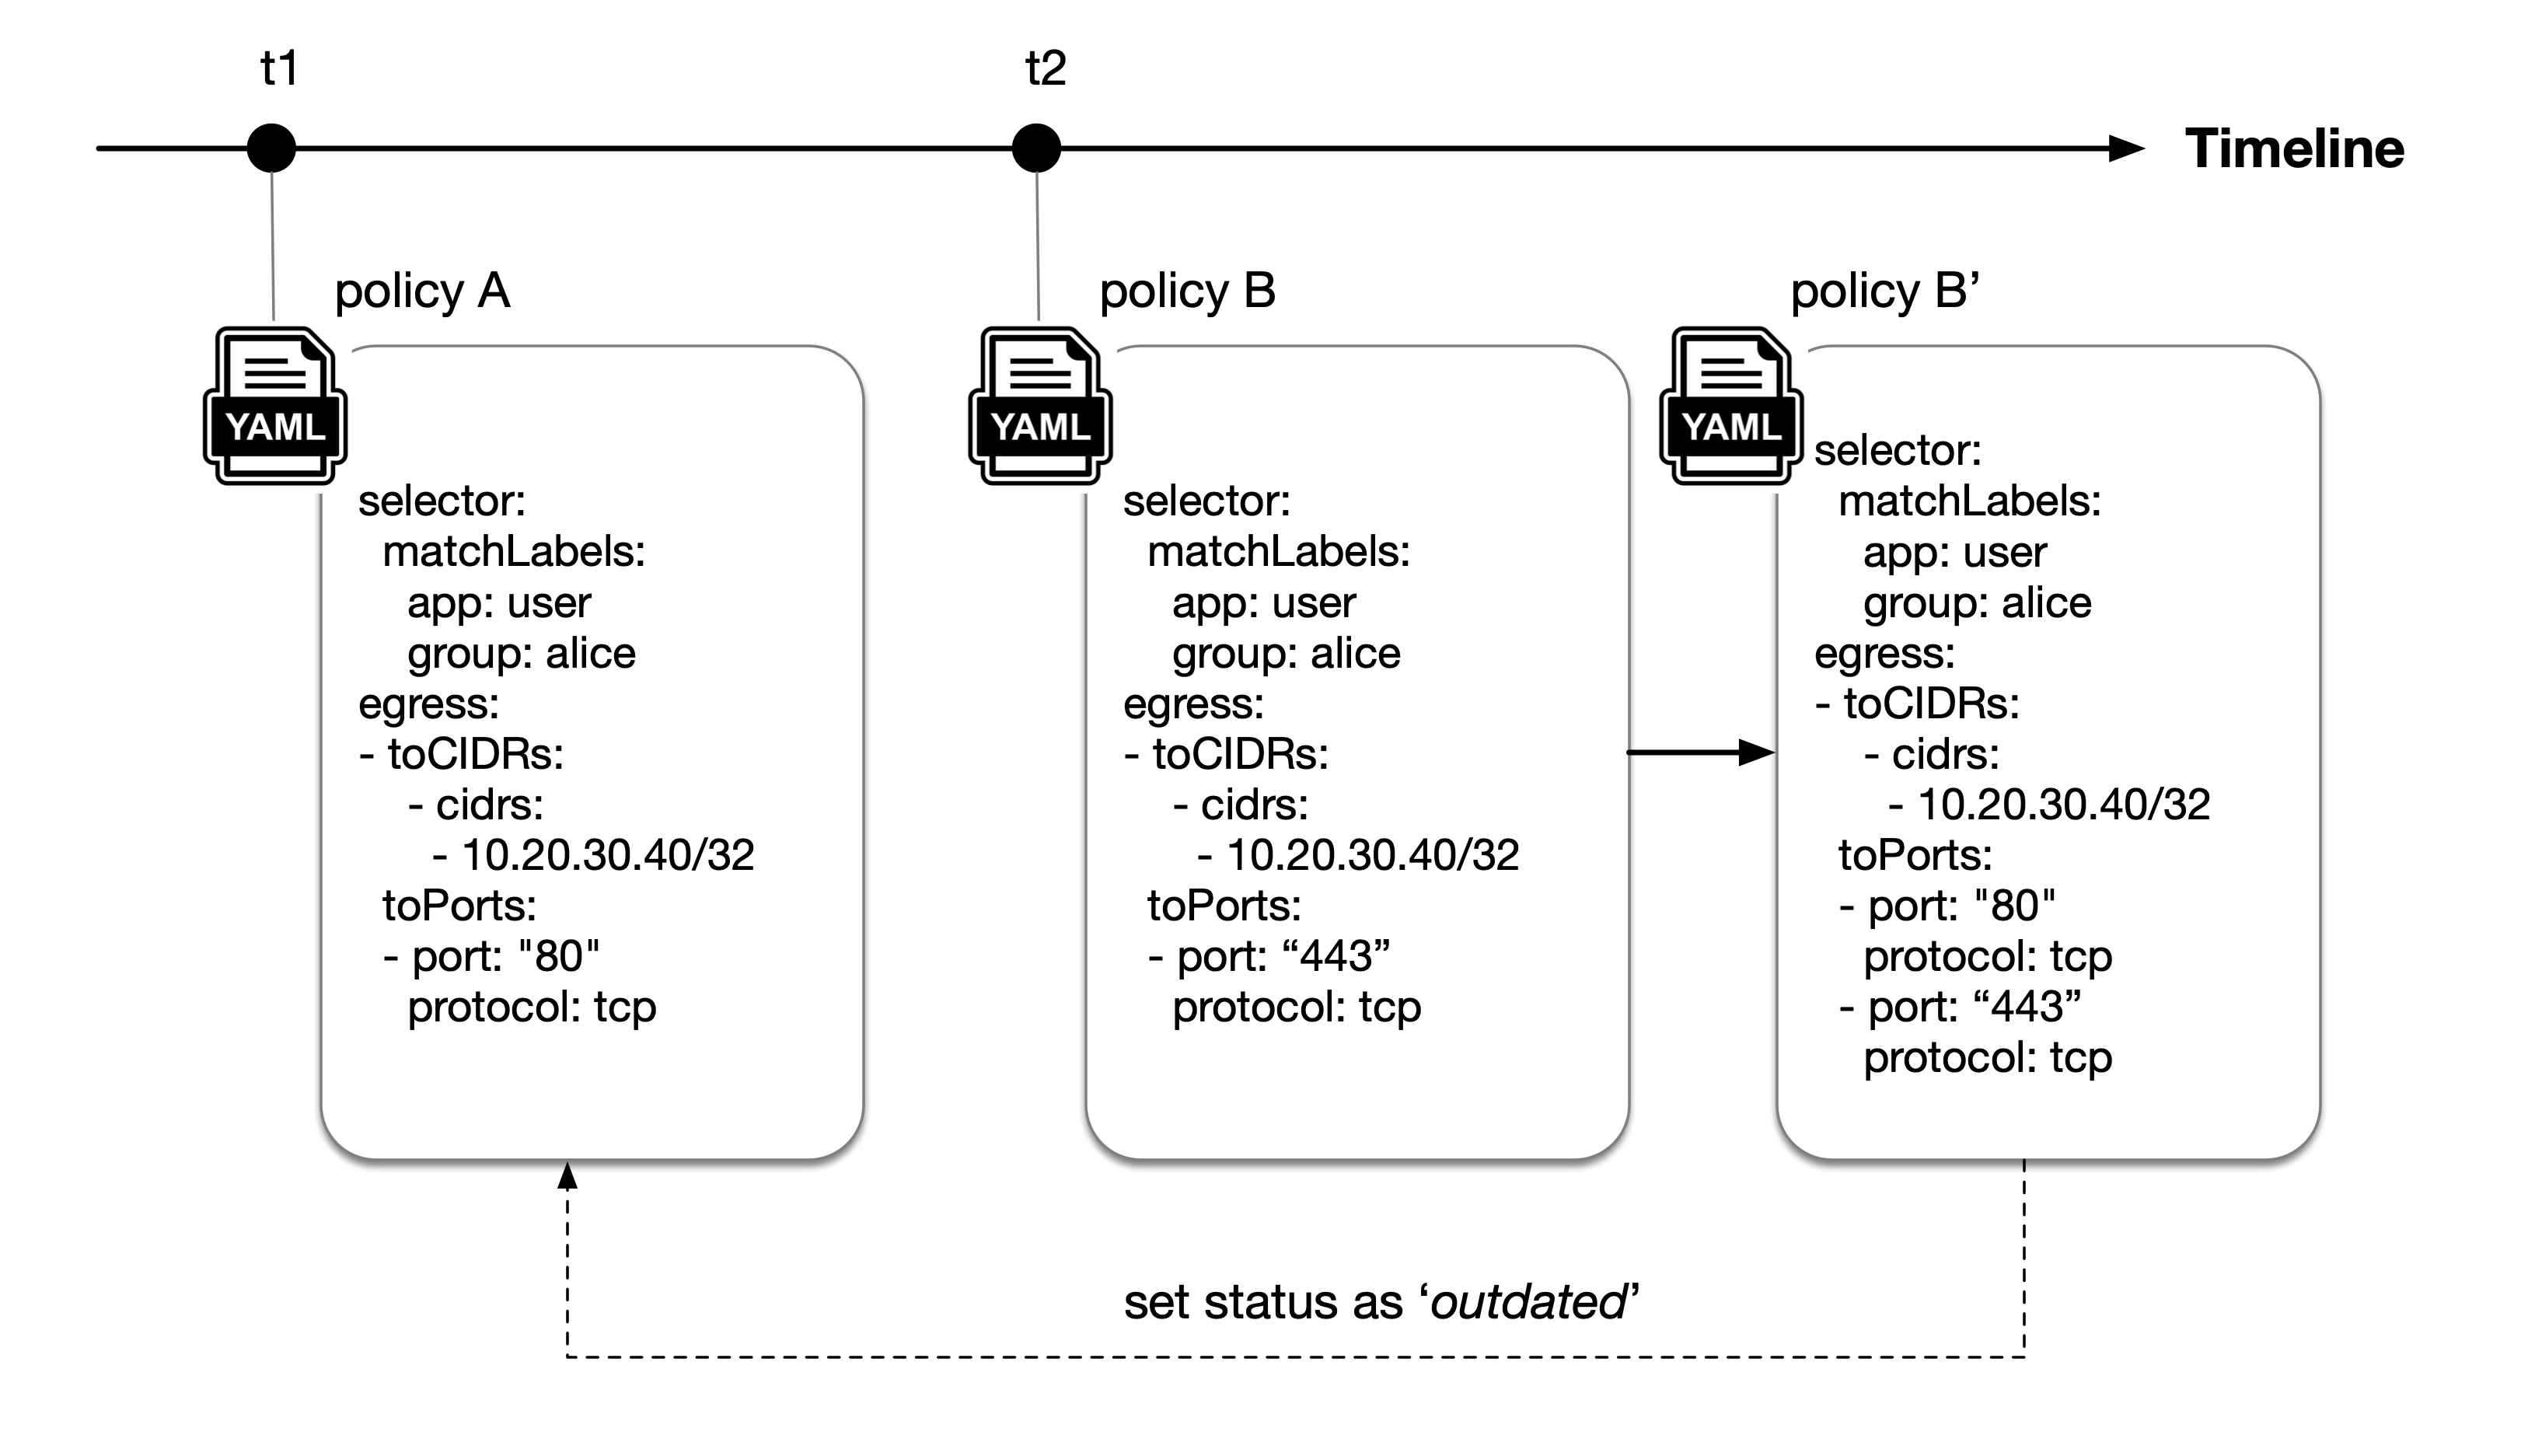 t1
t2
Timeline
policy A
YAML
selector:
  matchLabels:
    app: user
    group: alice
egress:
- toCIDRs:
    - cidrs:
      - 10.20.30.40/32
  toPorts:
  - port: "80"
    protocol: tcp
policy B
YAML
selector:
  matchLabels:
    app: user
    group: alice
egress:
- toCIDRs:
    - cidrs:
      - 10.20.30.40/32
  toPorts:
  - port: “443”
    protocol: tcp
policy B’
YAML
selector:
  matchLabels:
    app: user
    group: alice
egress:
- toCIDRs:
    - cidrs:
      - 10.20.30.40/32
  toPorts:
  - port: "80"
    protocol: tcp
  - port: “443”
    protocol: tcp
set status as ‘outdated’